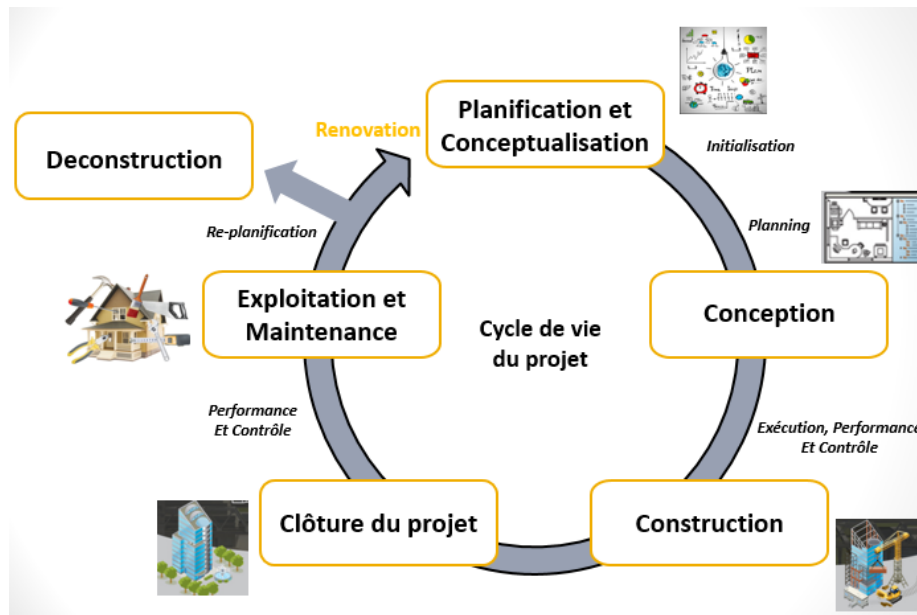 Planification et
Conceptualisation
Renovation
Deconstruction
Initialisation
Re-planification
Planning
Exploitation et
Maintenance
Cycle de vie
du projet
Conception
Performance
Et Contrôle
Exécution, Performance
Et Contrôle
Clôture du projet
Construction
Plan